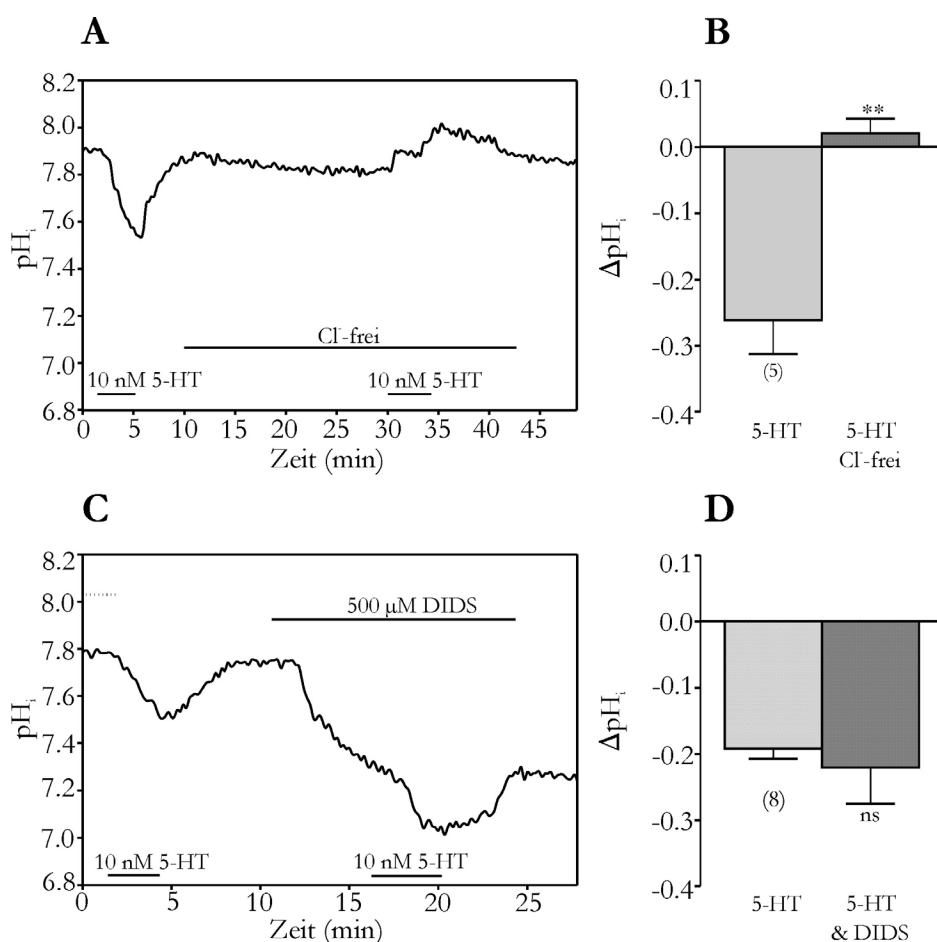 A
8.2
8.0
7.8
7.6
7.4
7.2
7.0
6.8
pHi
Cl⁻-frei
10 nM 5-HT
10 nM 5-HT
0 5 10 15 20 25 30 35 40 45
Zeit (min)
B
0.1
0.0
-0.1
-0.2
-0.3
-0.4
ΔpHi
**
(5)
5-HT 5-HT
Cl⁻-frei
C
8.2
8.0
7.8
7.6
7.4
7.2
7.0
6.8
pHi
500 µM DIDS
10 nM 5-HT
10 nM 5-HT
0 5 10 15 20 25
Zeit (min)
D
0.1
0.0
-0.1
-0.2
-0.3
-0.4
ΔpHi
(8)
ns
5-HT 5-HT
& DIDS